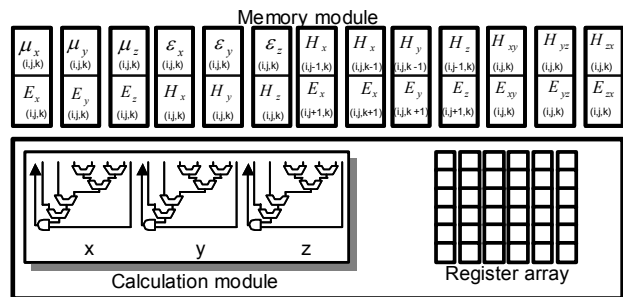 Memory module
μx μy μz εx εy εz Hx Hx Hy Hz Hxy Hyz Hzx
(i,j,k) (i,j,k) (i,j,k) (i,j,k) (i,j,k) (i,j,k) (i,j-1,k) (i,j,k-1) (i,j,k -1) (i,j-1,k) (i,j,k) (i,j,k) (i,j,k)
Ex Ey Ez Hx Hy Hz Ex Ex Ey Ez Exy Eyz Ezx
(i,j,k) (i,j,k) (i,j,k) (i,j,k) (i,j,k) (i,j,k) (i,j+1,k) (i,j,k+1) (i,j,k +1) (i,j+1,k) (i,j,k) (i,j,k) (i,j,k)
x y z
Calculation module
Register array